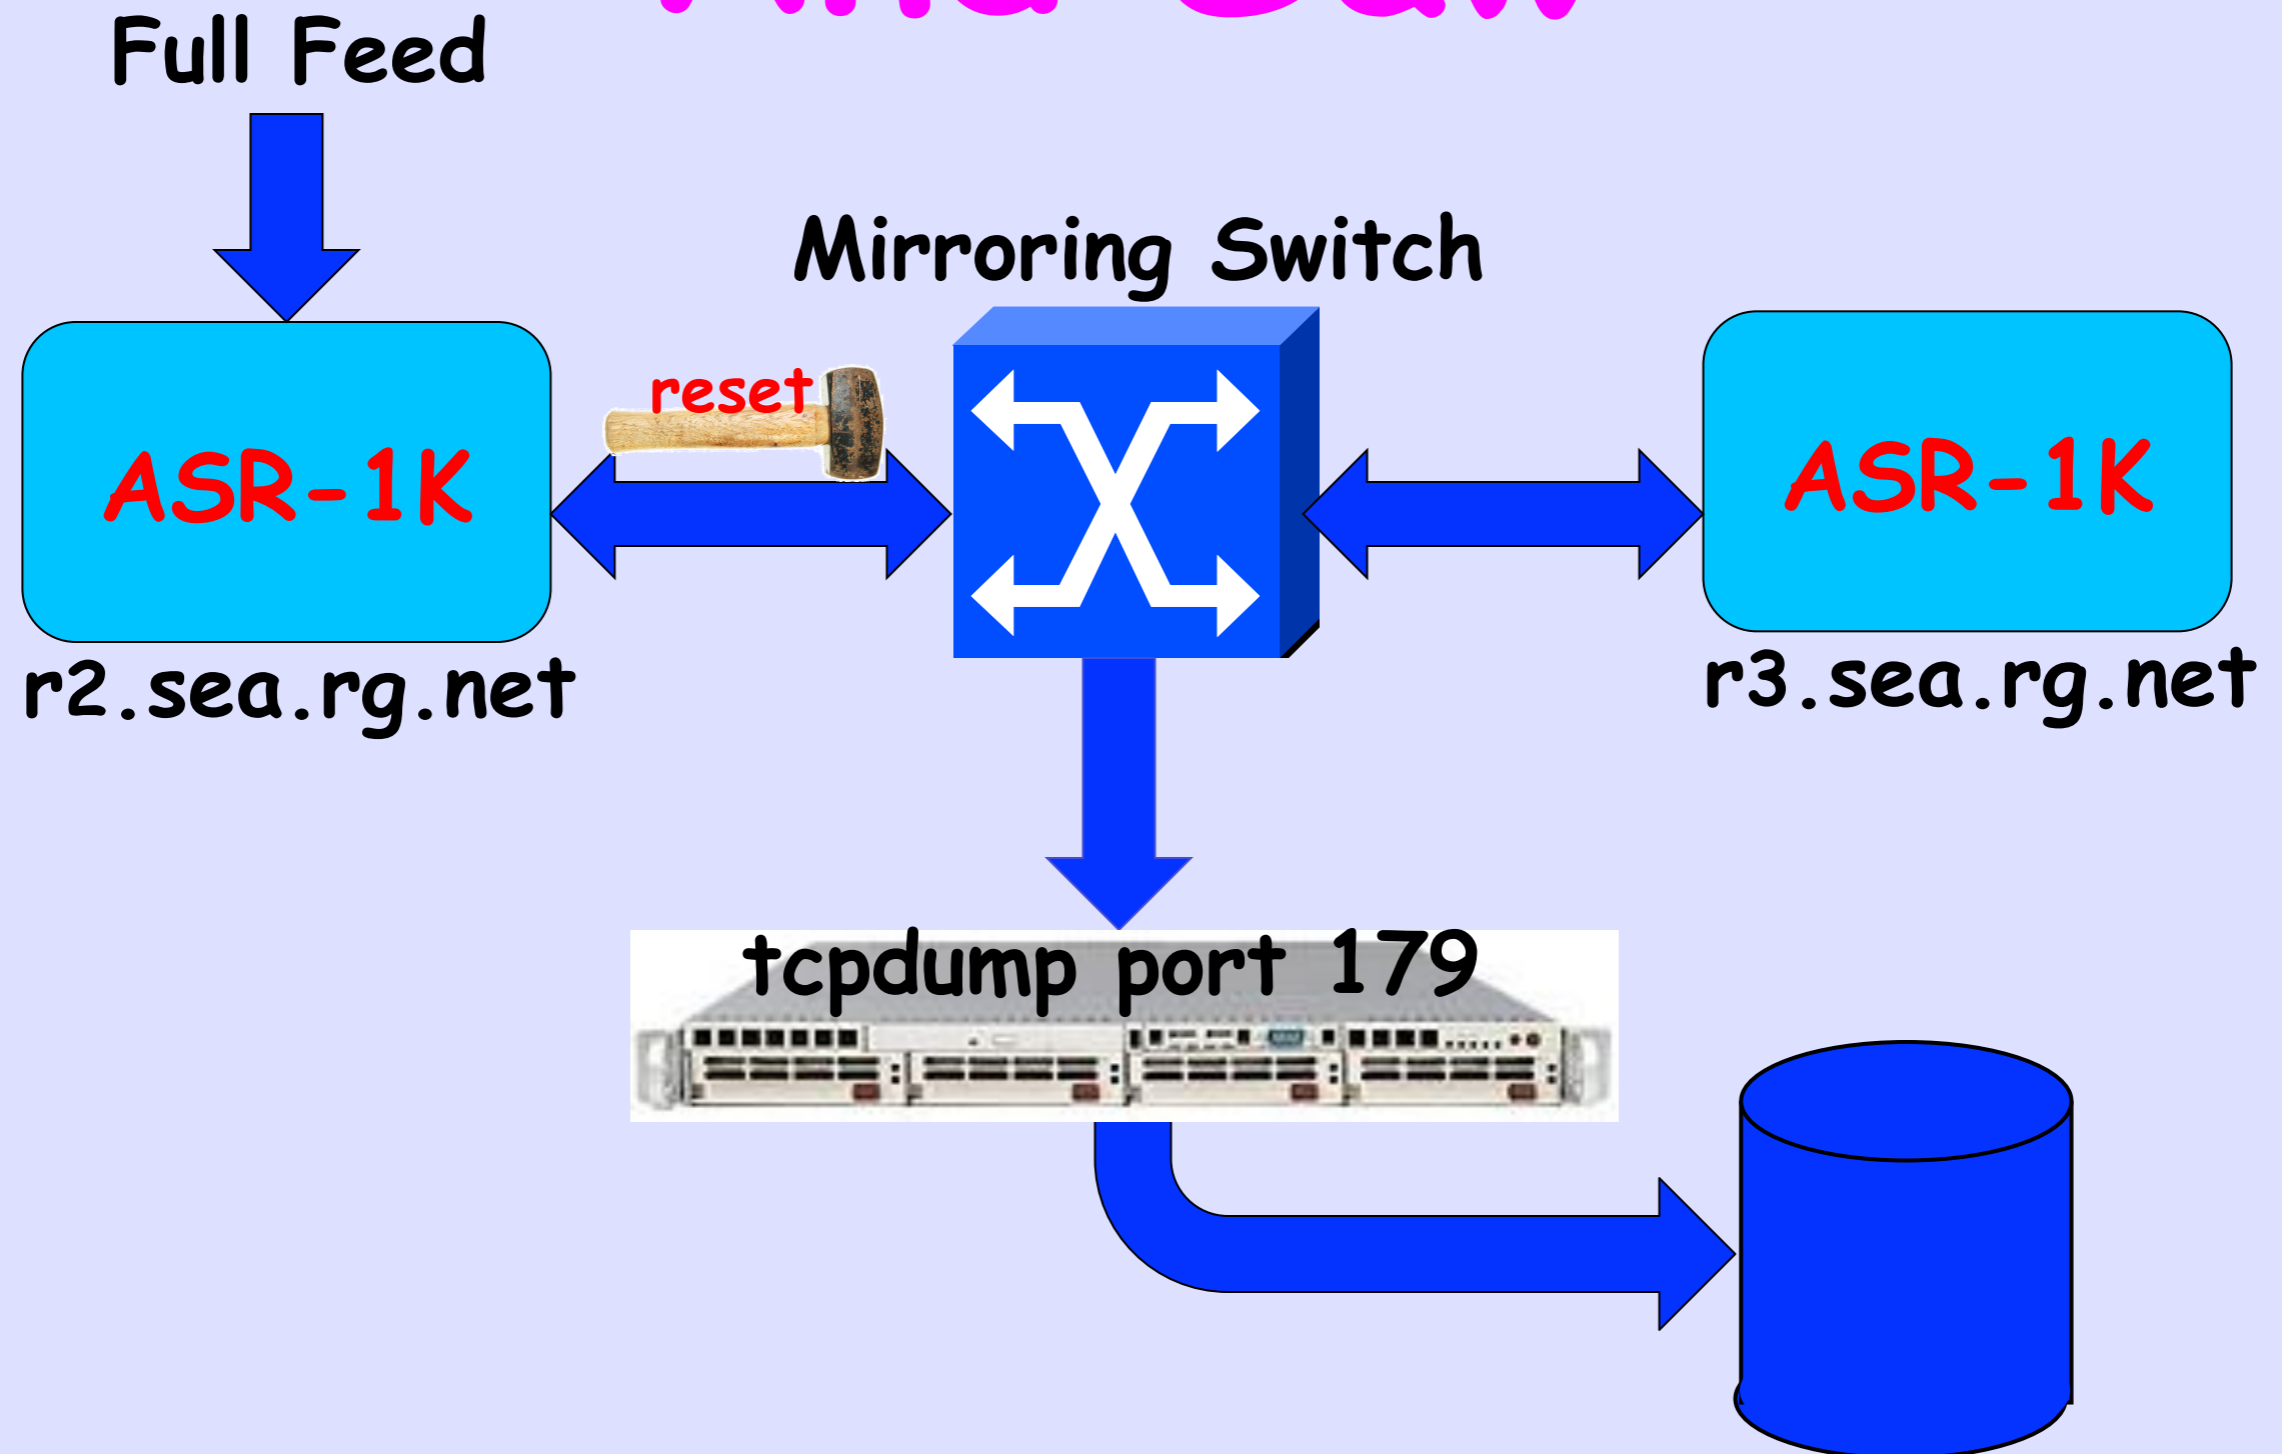 Full Feed
Mirroring Switch
reset
ASR-1K
ASR-1K
r2.sea.rg.net
r3.sea.rg.net
tcpdump port 179